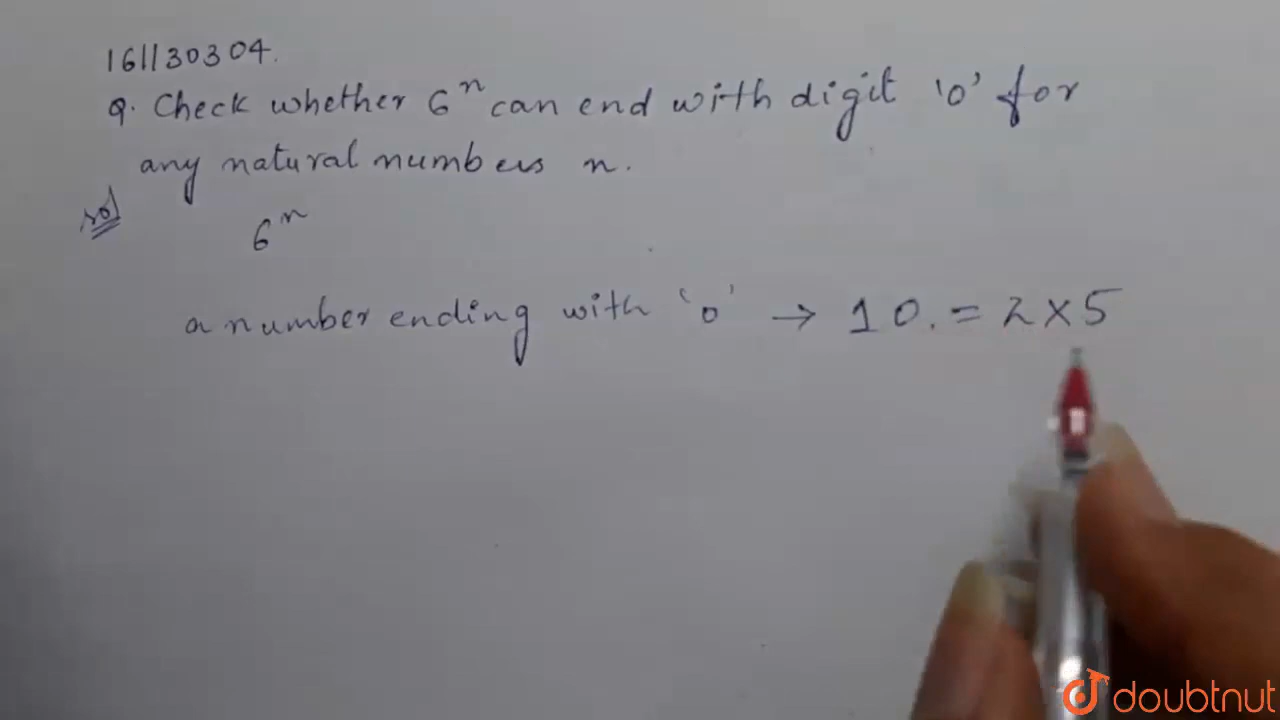 161130304.
Q. Check whether 6ⁿ can end with digit '0' for
any natural numbers n.
sol
6ⁿ
a number ending with '0' → 10. = 2 × 5
doubtnut